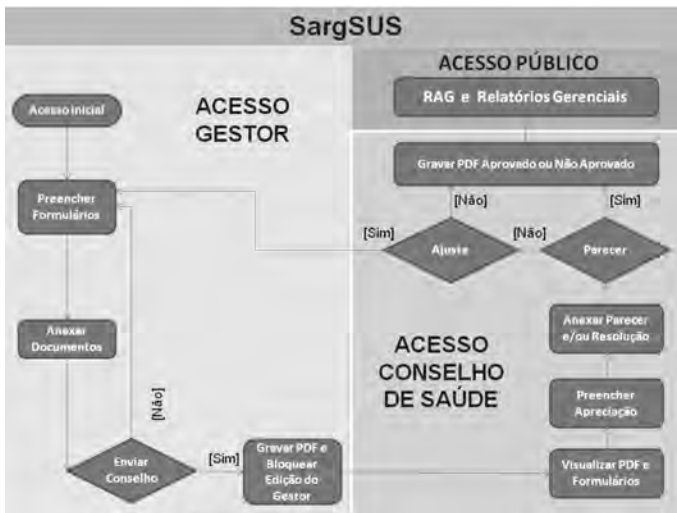 SargSUS
ACESSO PÚBLICO
RAG e Relatórios Gerenciais
ACESSO
GESTOR
Acesso inicial
Gravar PDF Aprovado ou Não Aprovado
Preencher
Formulários
[Não]
[Sim]
[Sim]
Ajuste
[Não]
Parecer
Anexar
Documentos
Anexar Parecer
e/ou Resolução
ACESSO
CONSELHO
DE SAÚDE
Preencher
Apreciação
[Não]
Enviar
Conselho
[Sim]
Gravar PDF e
Bloquear
Edição do
Gestor
Visualizar PDF e
Formulários